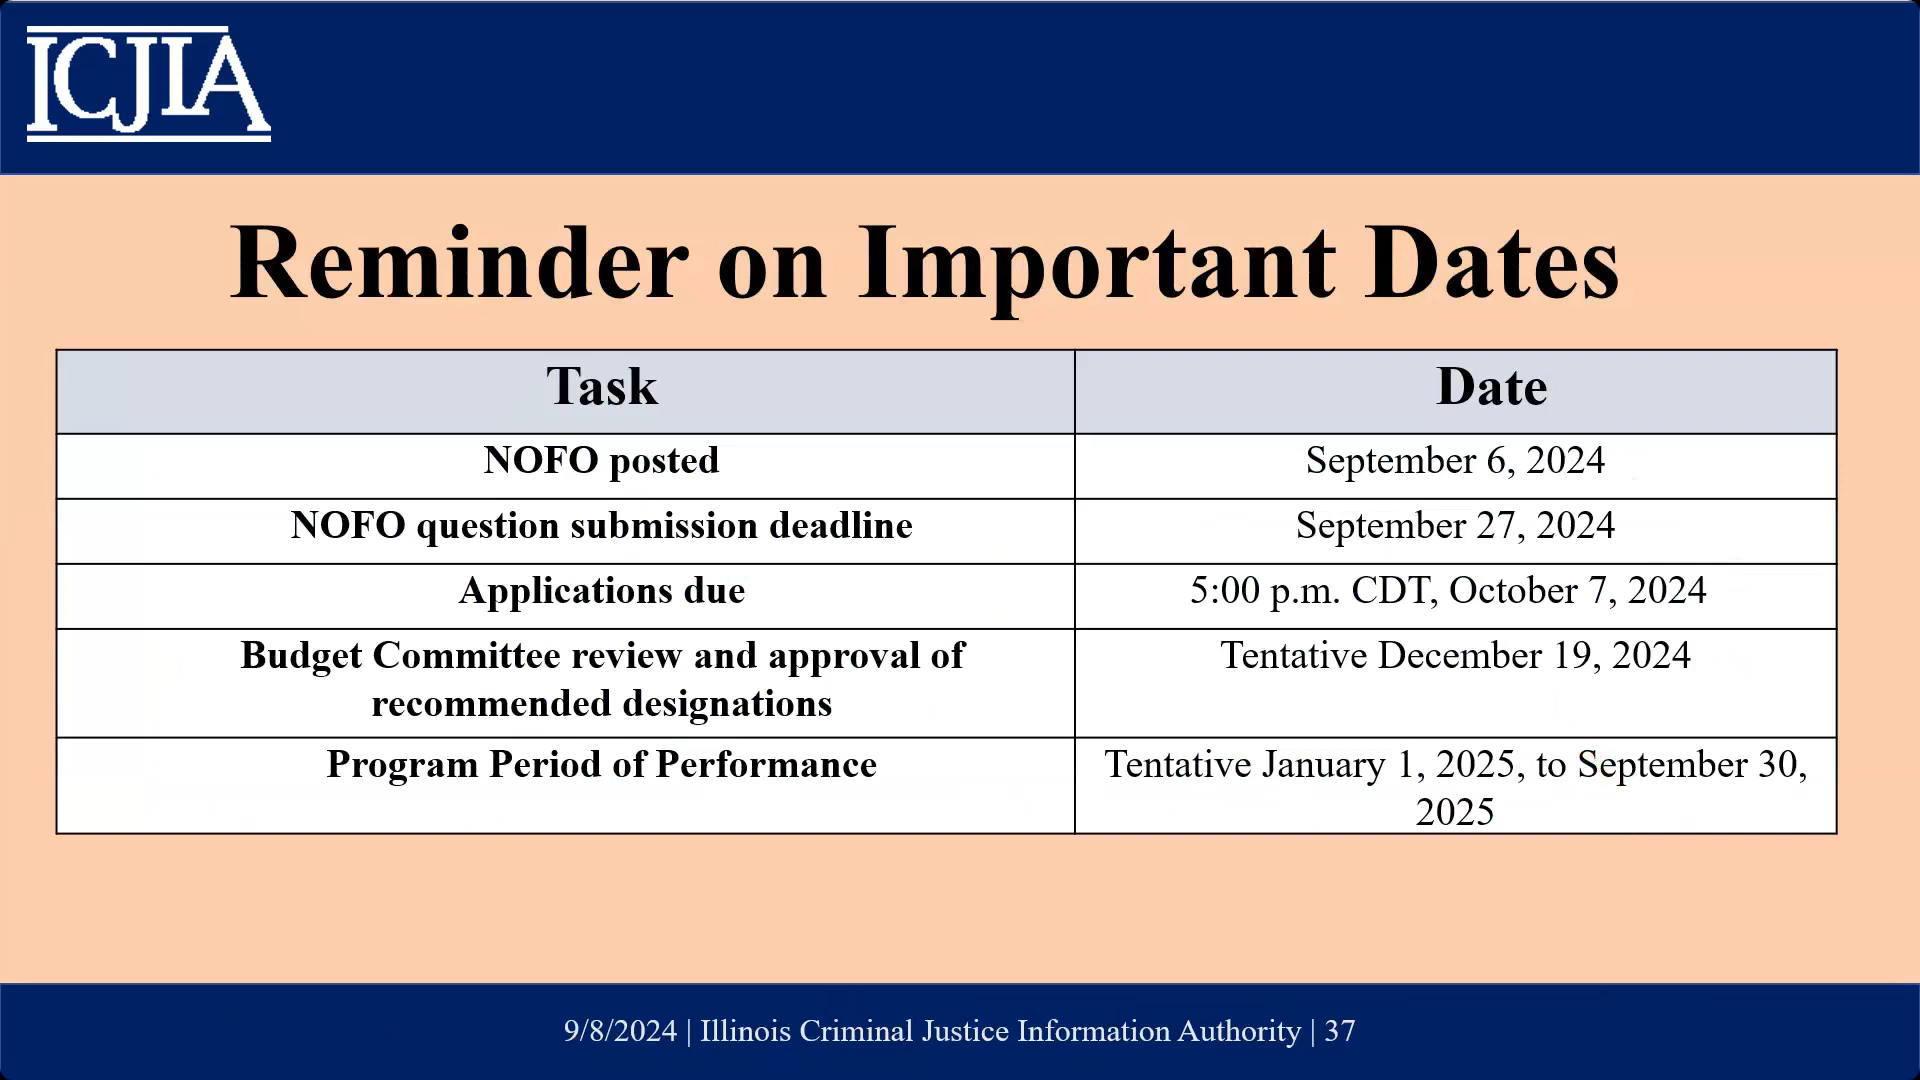 ICJIA
Reminder on Important Dates
Task
Date
NOFO posted
September 6, 2024
NOFO question submission deadline
September 27, 2024
Applications due
5:00 p.m. CDT, October 7, 2024
Budget Committee review and approval of
recommended designations
Tentative December 19, 2024
Program Period of Performance
Tentative January 1, 2025, to September 30,
2025
9/8/2024 | Illinois Criminal Justice Information Authority | 37